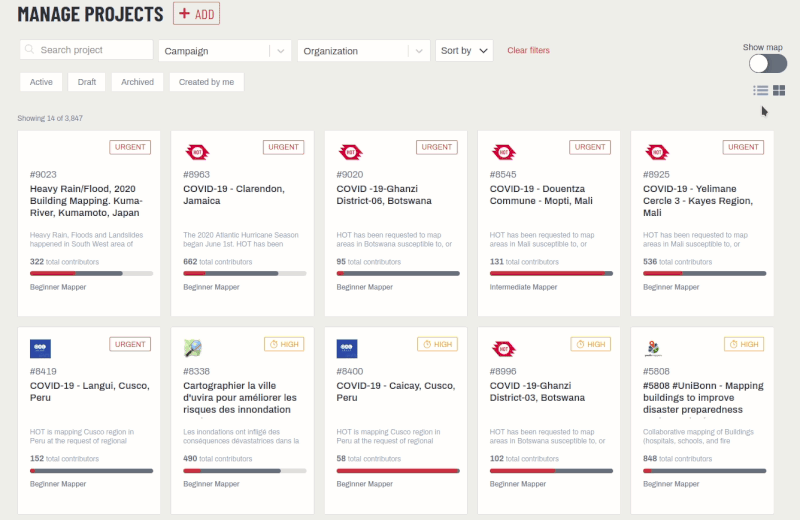 MANAGE PROJECTS
+ ADD
Search project
Campaign
Organization
Sort by
Clear filters
Show map
Active
Draft
Archived
Created by me
Showing 14 of 3,847
URGENT
#9023
Heavy Rain/Flood, 2020
Building Mapping. Kuma-
River, Kumamoto, Japan
Heavy Rain, Floods and Landslides
happened in South West area of
322 total contributors
Beginner Mapper
HOT
URGENT
#8963
COVID-19 - Clarendon,
Jamaica
The 2020 Atlantic Hurricane Season
began June 1st. HOT has been
662 total contributors
Beginner Mapper
HOT
URGENT
#9020
COVID -19-Ghanzi
District-06, Botswana
HOT has been requested to map
areas in Botswana susceptible to, or
95 total contributors
Beginner Mapper
HOT
URGENT
#8545
COVID-19 - Douentza
Commune - Mopti, Mali
HOT has been requested to map
areas in Mali susceptible to, or
131 total contributors
Intermediate Mapper
HOT
URGENT
#8925
COVID-19 - Yelimane
Cercle 3 - Kayes Region,
Mali
HOT has been requested to map
areas in Mali susceptible to, or
536 total contributors
Beginner Mapper
URGENT
#8419
COVID-19 - Langui, Cusco,
Peru
HOT is mapping Cusco region in
Peru at the request of regional
152 total contributors
Beginner Mapper
HIGH
#8338
Cartographier la ville
d'uvira pour améliorer les
risques des innondation
Les inondations ont infligé des
conséquences dévastatrices dans la
490 total contributors
Beginner Mapper
HIGH
#8400
COVID-19 - Caicay, Cusco,
Peru
HOT is mapping Cusco region in
Peru at the request of regional
58 total contributors
Beginner Mapper
HOT
HIGH
#8996
COVID -19-Ghanzi
District-03, Botswana
HOT has been requested to map
areas in Botswana susceptible to, or
102 total contributors
Beginner Mapper
HIGH
#5808
#5808 #UniBonn - Mapping
buildings to improve
disaster preparedness
Collaborative mapping of Buildings
(hospitals, schools, and fire
848 total contributors
Beginner Mapper